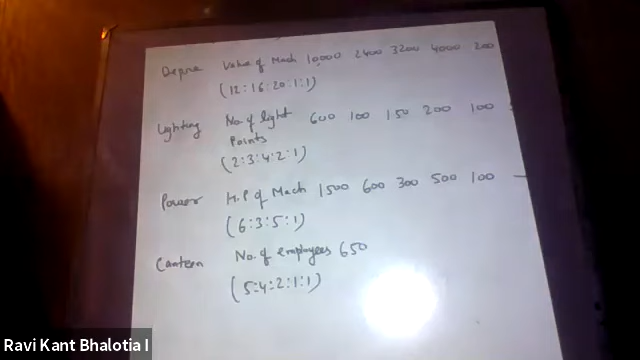 Depre Value of Mach 10,000 2400 3200 4000 200
(12:16:20:1:1)
Lighting No. of light 600 100 150 200 100
Points
(2:3:4:2:1)
Power H.P of Mach 1500 600 300 500 100 —
(6:3:5:1)
Canteen No. of employees 650
(5:4:2:1:1)
Ravi Kant Bhalotia I